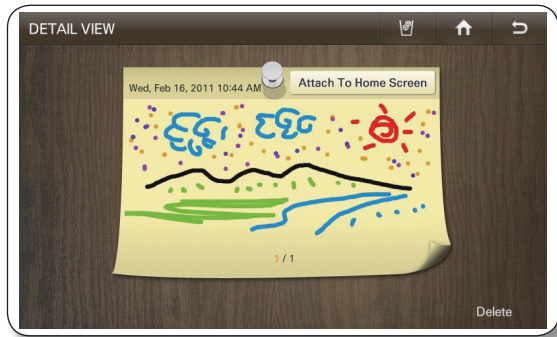 DETAIL VIEW
Wed, Feb 16, 2011 10:44 AM
Attach To Home Screen
1 / 1
Delete